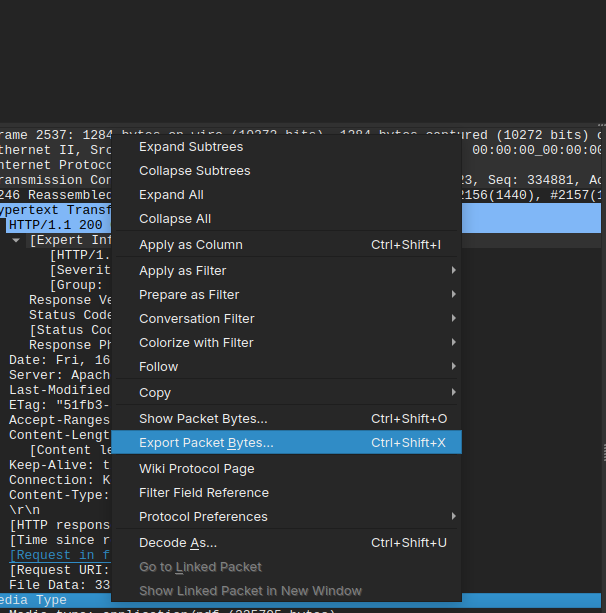 rame 2537: 1284 bytes on wire (10272 bits), 1284 bytes captured (10272 bits) o
thernet II, Src 00:00:00_00:00:00
nternet Protoco
ransmission Con 23, Seq: 334881, Ac
246 Reassembled 2156(1440), #2157(1
ypertext Transf
HTTP/1.1 200
[Expert Inf
[HTTP/1.
[Severit
[Group:
Response Ve
Status Code
[Status Cod
Response Ph
Date: Fri, 16
Server: Apach
Last-Modified
ETag: "51fb3-
Accept-Ranges
Content-Lengt
[Content le
Keep-Alive: t
Connection: K
Content-Type:
\r\n
[HTTP respons
[Time since r
[Request in f
[Request URI:
File Data: 33
edia Type
Media type: application/pdf (335705 bytes)
Expand Subtrees
Collapse Subtrees
Expand All
Collapse All
Apply as Column Ctrl+Shift+I
Apply as Filter
Prepare as Filter
Conversation Filter
Colorize with Filter
Follow
Copy
Show Packet Bytes... Ctrl+Shift+O
Export Packet Bytes... Ctrl+Shift+X
Wiki Protocol Page
Filter Field Reference
Protocol Preferences
Decode As... Ctrl+Shift+U
Go to Linked Packet
Show Linked Packet in New Window